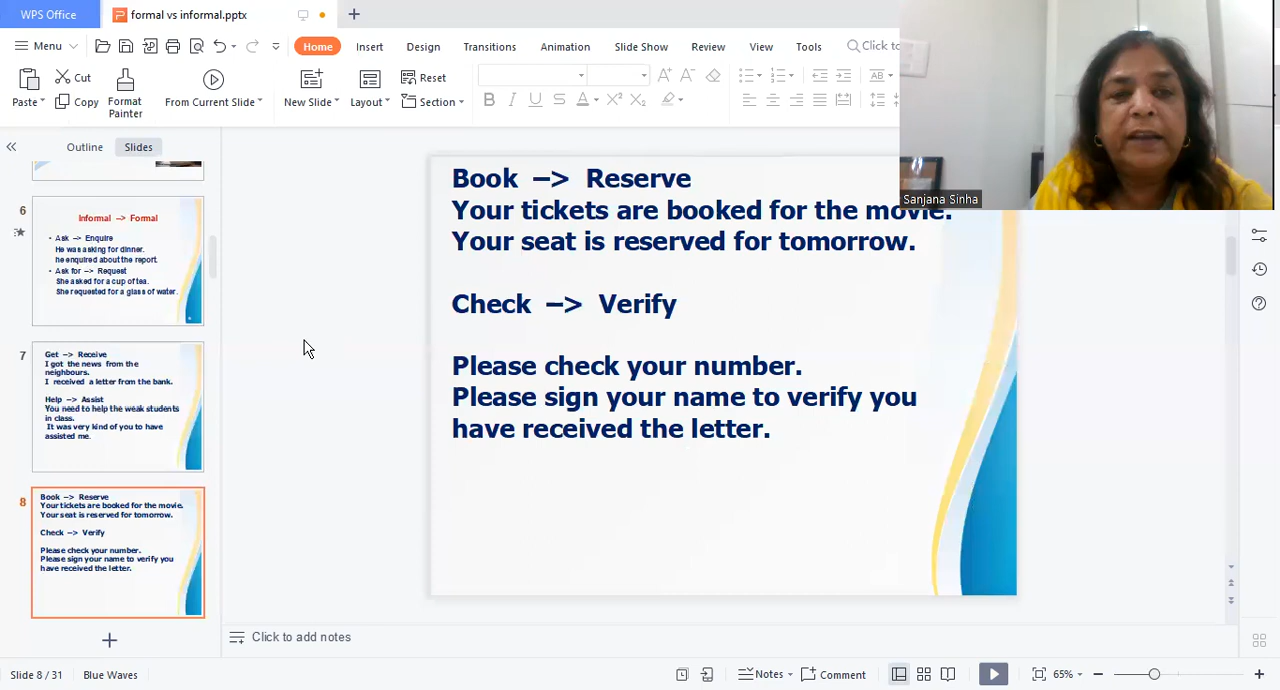 WPS Office
formal vs informal.pptx
Menu
Home
Insert
Design
Transitions
Animation
Slide Show
Review
View
Tools
Click to
Paste
Cut
Copy
Format
Painter
From Current Slide
New Slide
Layout
Reset
Section
Outline
Slides
6
Informal –> Formal
• Ask –> Enquire
He was asking for dinner.
he enquired about the report.
• Ask for –> Request
She asked for a cup of tea.
She requested for a glass of water.
7
Get –> Receive
I got the news from the
neighbours.
I received a letter from the bank.
Help –> Assist
You need to help the weak students
in class.
It was very kind of you to have
assisted me.
8
Book –> Reserve
Your tickets are booked for the movie.
Your seat is reserved for tomorrow.
Check –> Verify
Please check your number.
Please sign your name to verify you
have received the letter.
Book –> Reserve
Your tickets are booked for the movie.
Your seat is reserved for tomorrow.
Check –> Verify
Please check your number.
Please sign your name to verify you
have received the letter.
Sanjana Sinha
Click to add notes
Slide 8 / 31
Blue Waves
Notes
Comment
65%